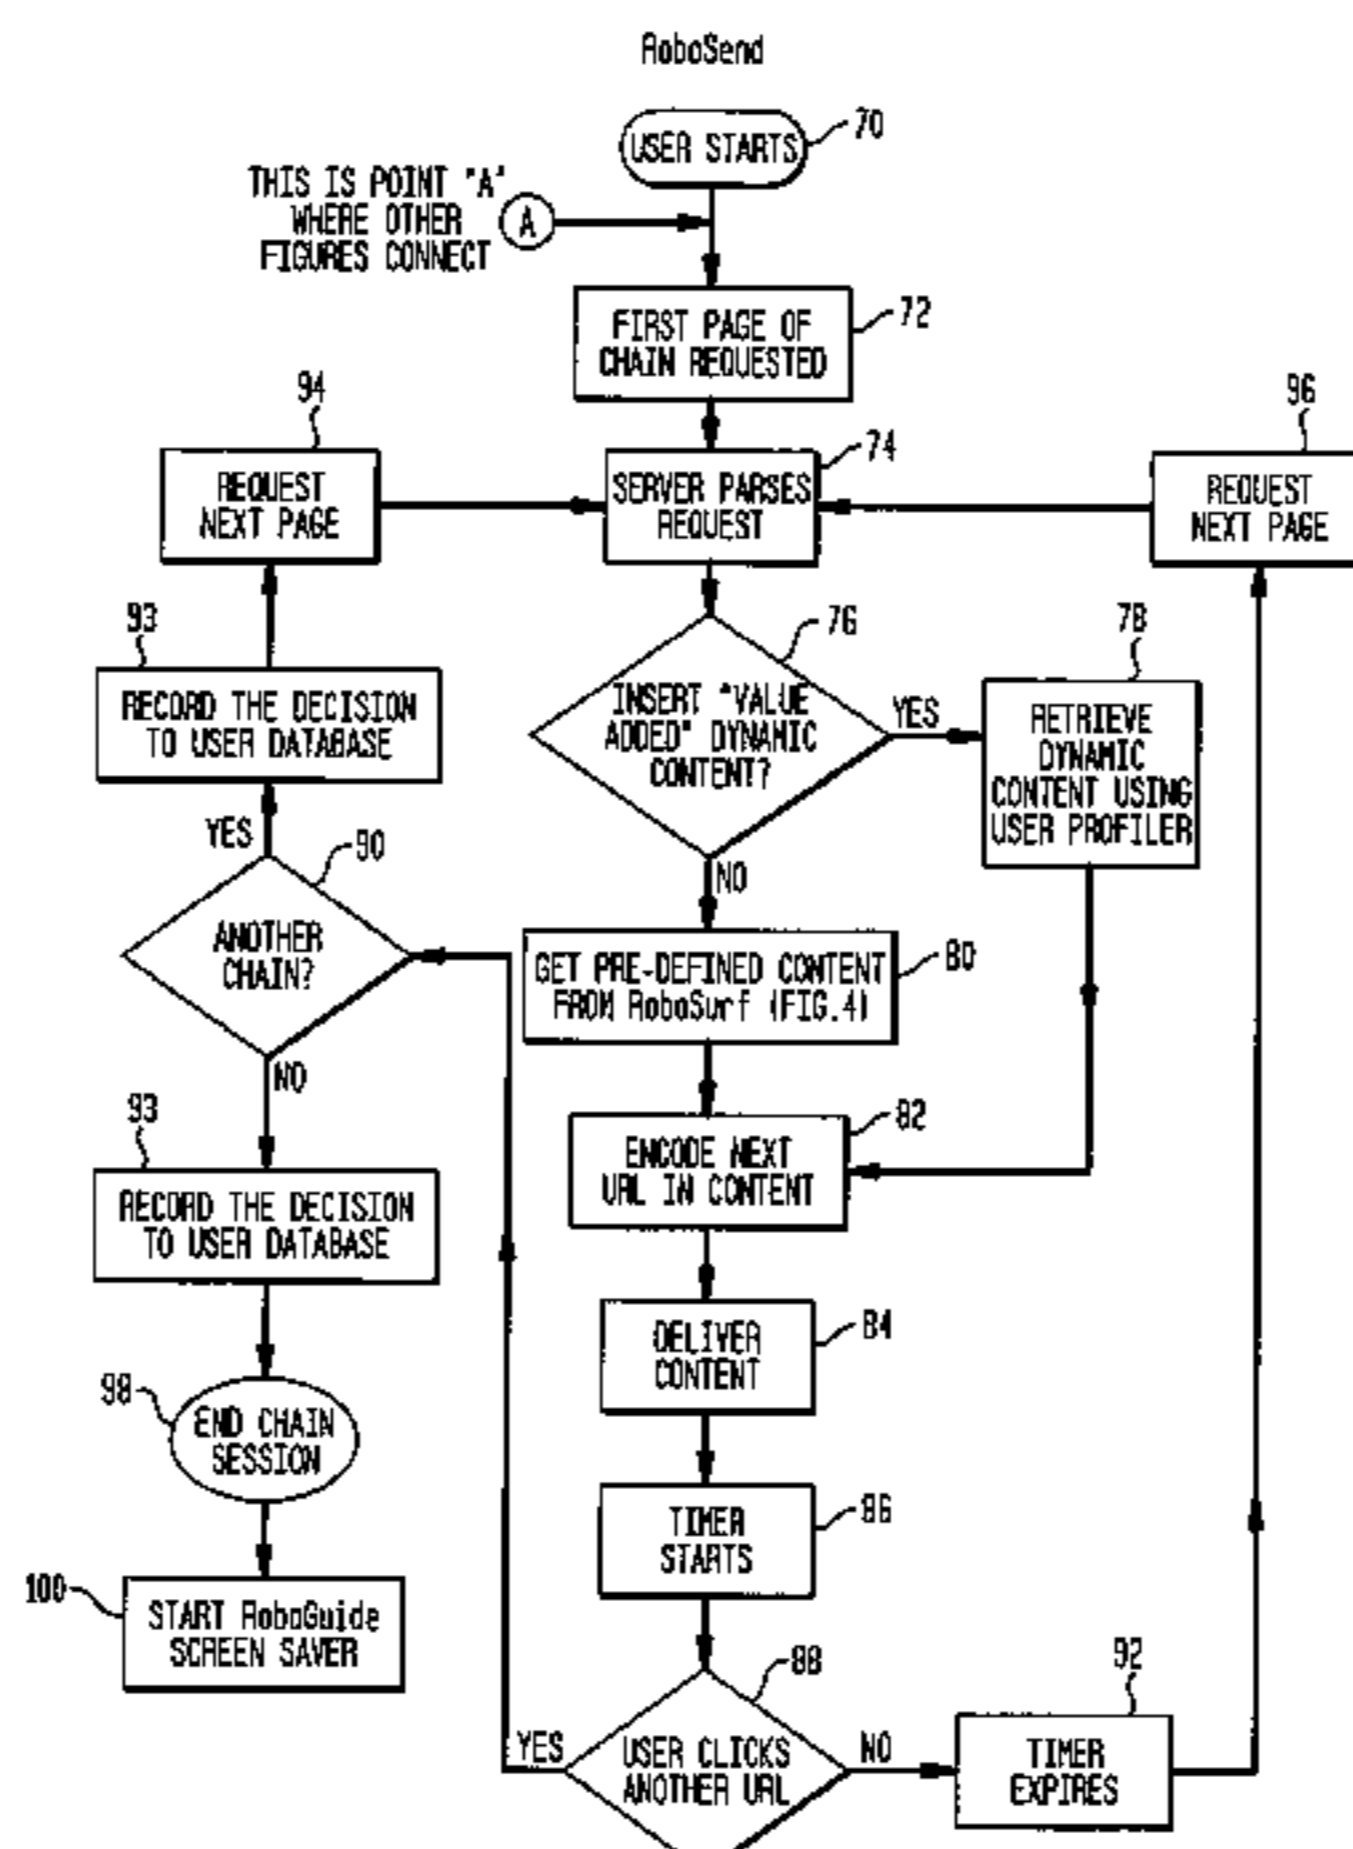 RoboSend
USER STARTS
70
THIS IS POINT "A"
WHERE OTHER
FIGURES CONNECT
A
FIRST PAGE OF
CHAIN REQUESTED
72
94
REQUEST
NEXT PAGE
SERVER PARSES
REQUEST
74
96
REQUEST
NEXT PAGE
93
RECORD THE DECISION
TO USER DATABASE
INSERT "VALUE
ADDED" DYNAMIC
CONTENT?
76
YES
78
RETRIEVE
DYNAMIC
CONTENT USING
USER PROFILER
YES
90
ANOTHER
CHAIN?
NO
NO
GET PRE-DEFINED CONTENT
FROM RoboSurf (FIG.4)
80
93
RECORD THE DECISION
TO USER DATABASE
ENCODE NEXT
URL IN CONTENT
82
DELIVER
CONTENT
84
98
END CHAIN
SESSION
TIMER
STARTS
86
100
START RoboGuide
SCREEN SAVER
88
USER CLICKS
ANOTHER URL
YES
NO
92
TIMER
EXPIRES